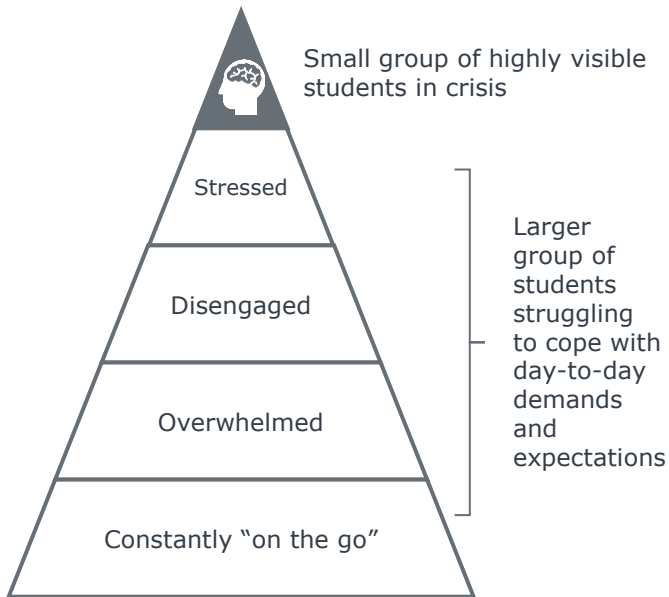 Small group of highly visible
students in crisis
Stressed
Disengaged
Overwhelmed
Constantly “on the go”
Larger
group of
students
struggling
to cope with
day-to-day
demands
and
expectations